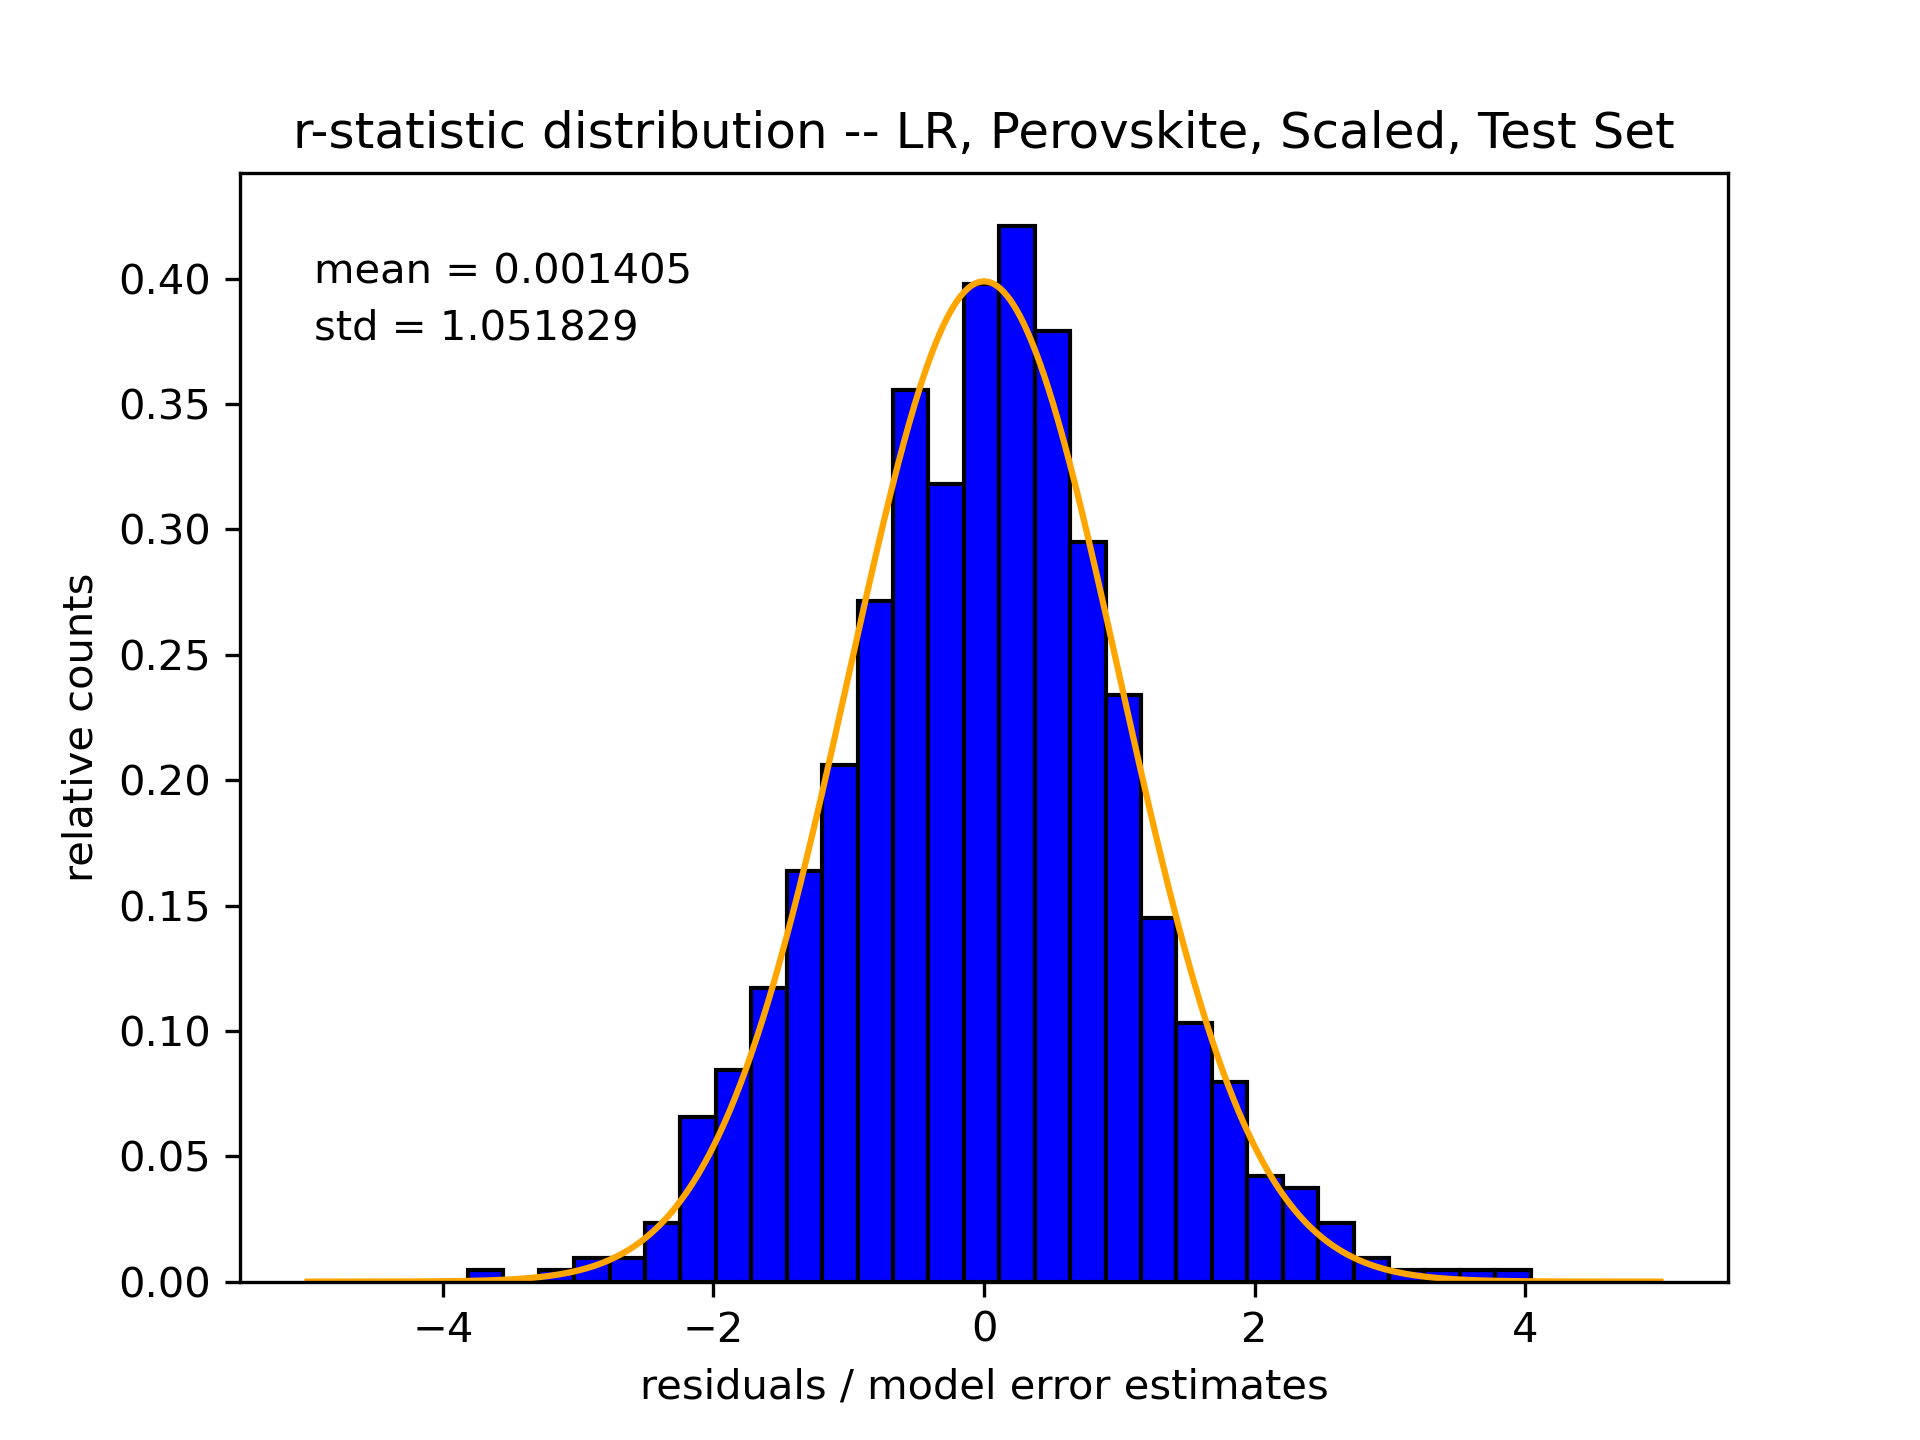 r-statistic distribution -- LR, Perovskite, Scaled, Test Set
mean = 0.001405
std = 1.051829
relative counts
0.40
0.35
0.30
0.25
0.20
0.15
0.10
0.05
0.00
−4 −2 0 2 4
residuals / model error estimates